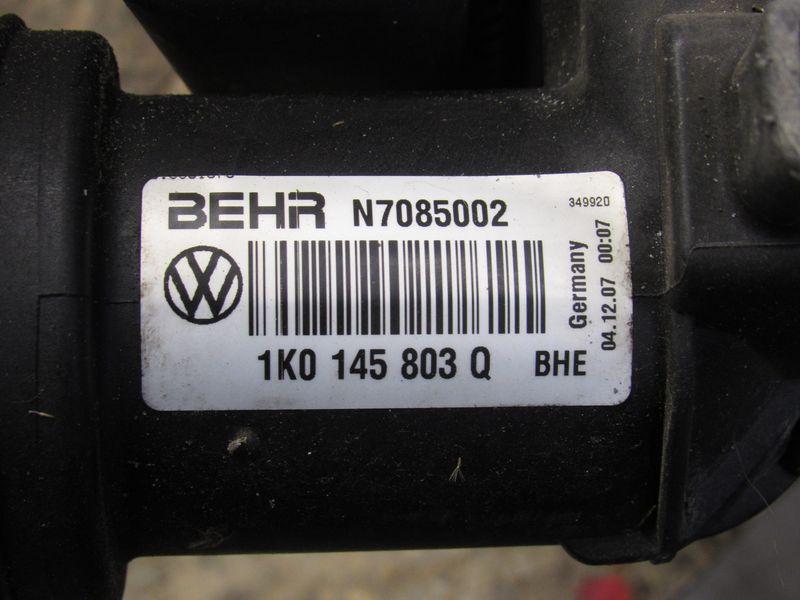 BEHR N7085002 349920
1K0 145 803 Q BHE
Germany
04.12.07 00:07